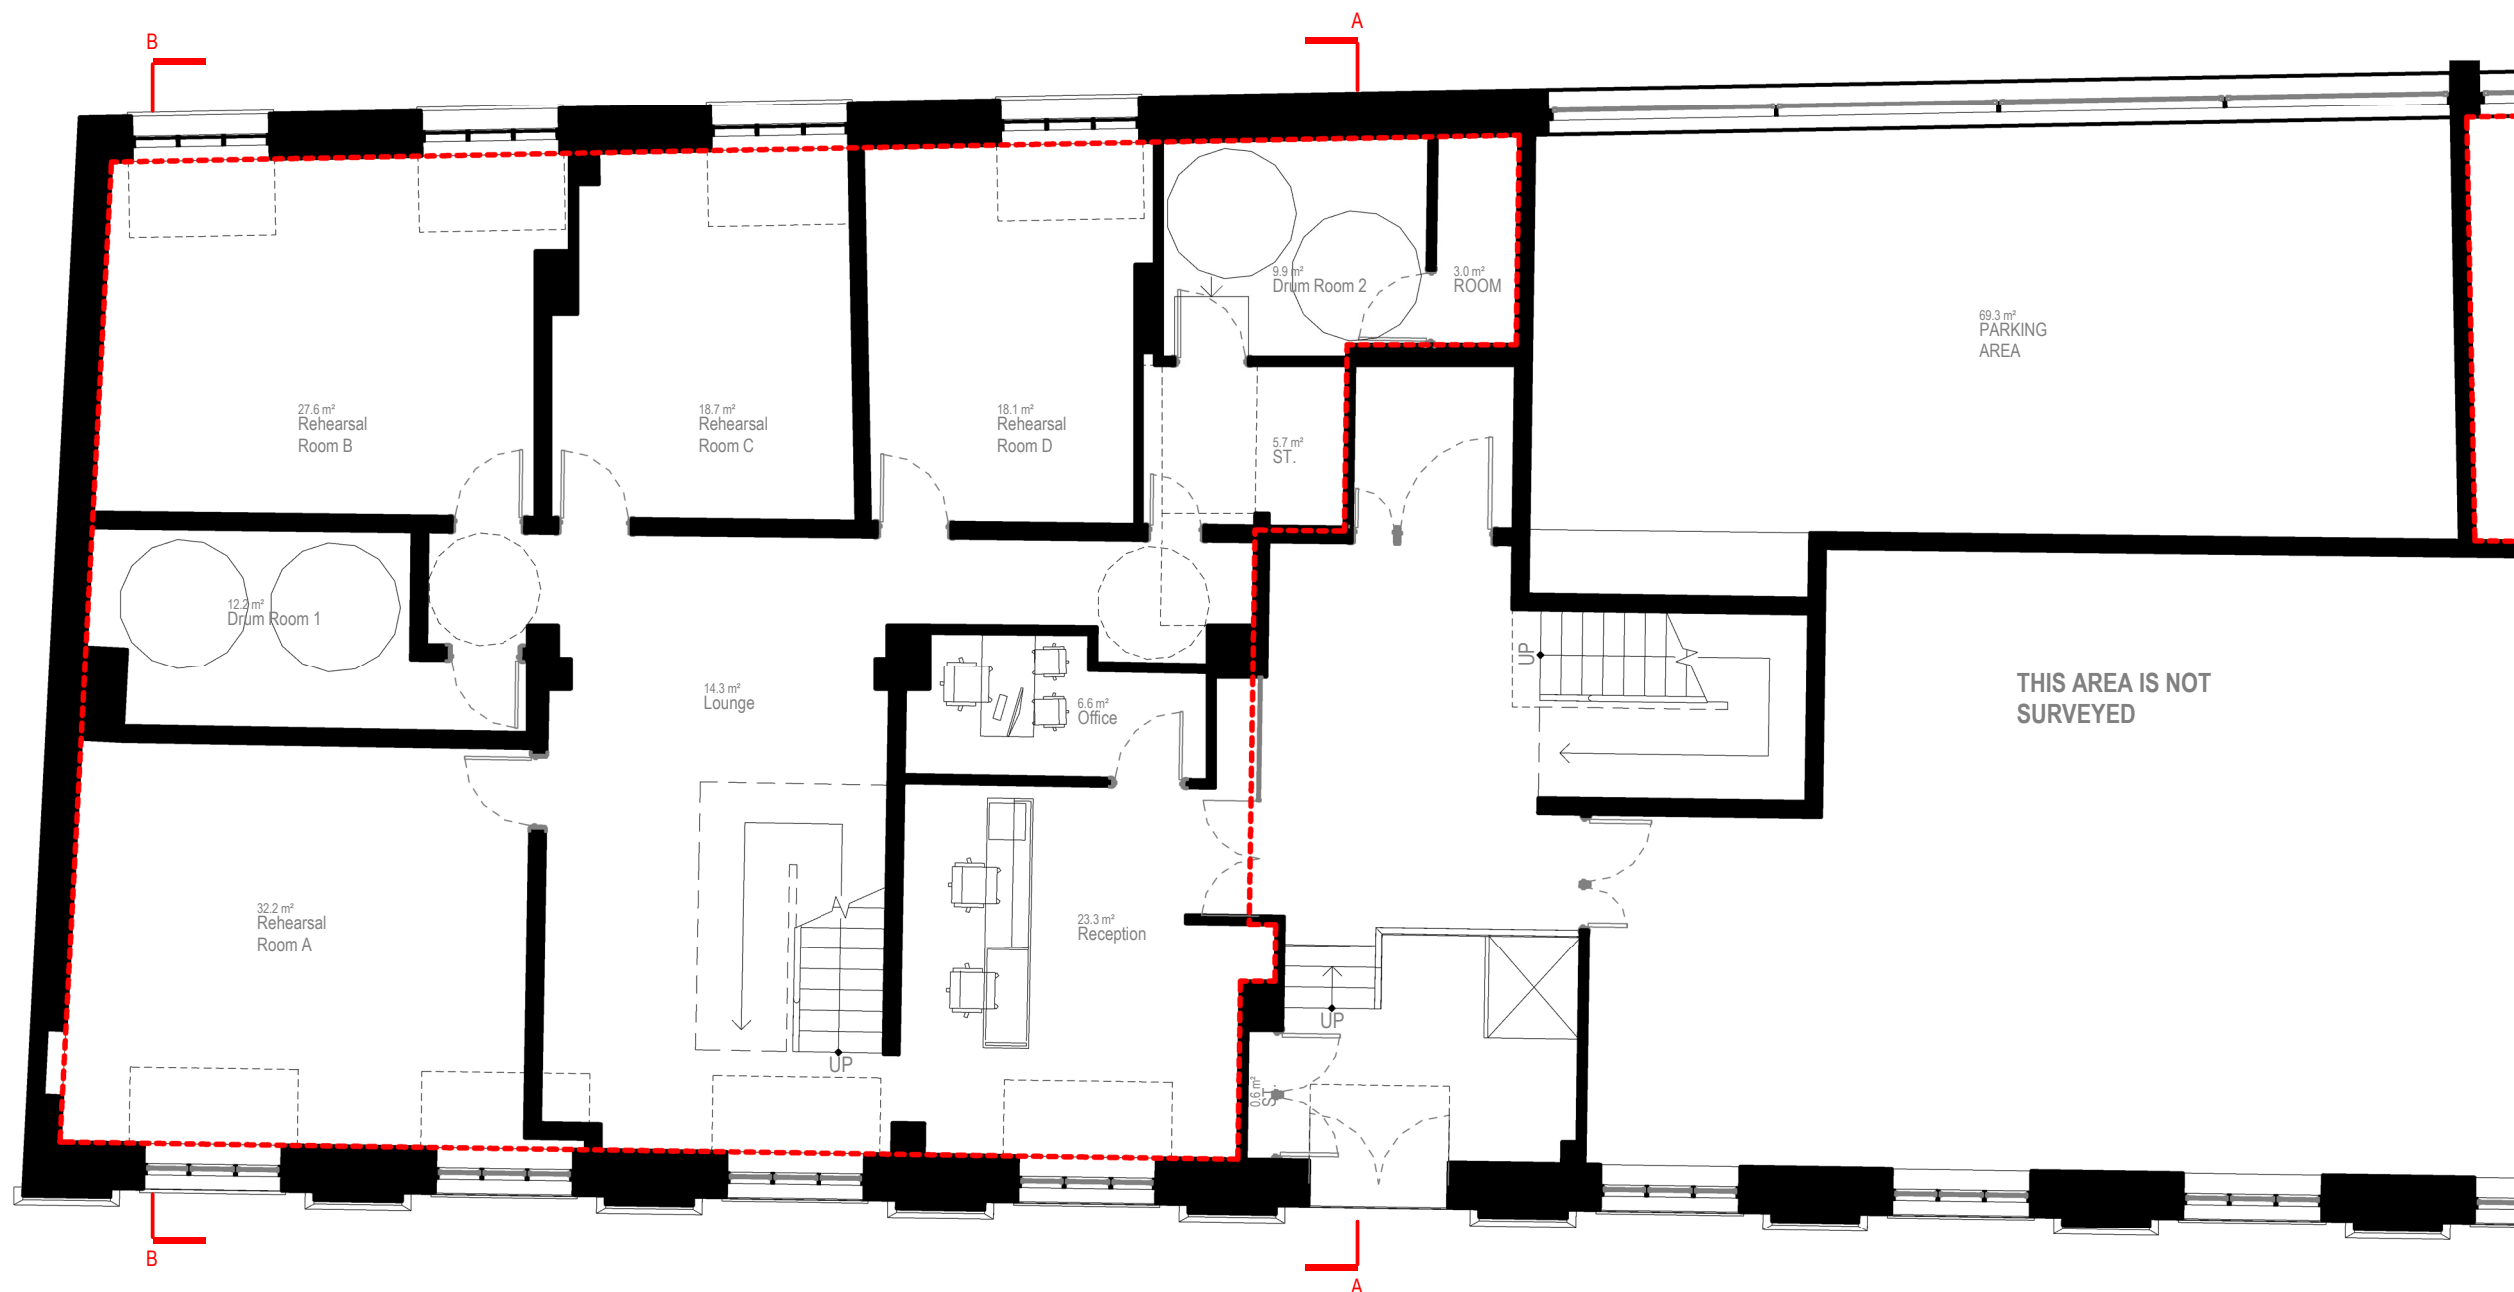 B
A
27.6 m²
Rehearsal
Room B
18.7 m²
Rehearsal
Room C
18.1 m²
Rehearsal
Room D
9.9 m²
Drum Room 2
3.0 m²
ROOM
5.7 m²
ST.
69.3 m²
PARKING
AREA
12.2 m²
Drum Room 1
14.3 m²
Lounge
6.6 m²
Office
UP
THIS AREA IS NOT
SURVEYED
32.2 m²
Rehearsal
Room A
23.3 m²
Reception
UP
UP
0.6 m²
ST.
B
A